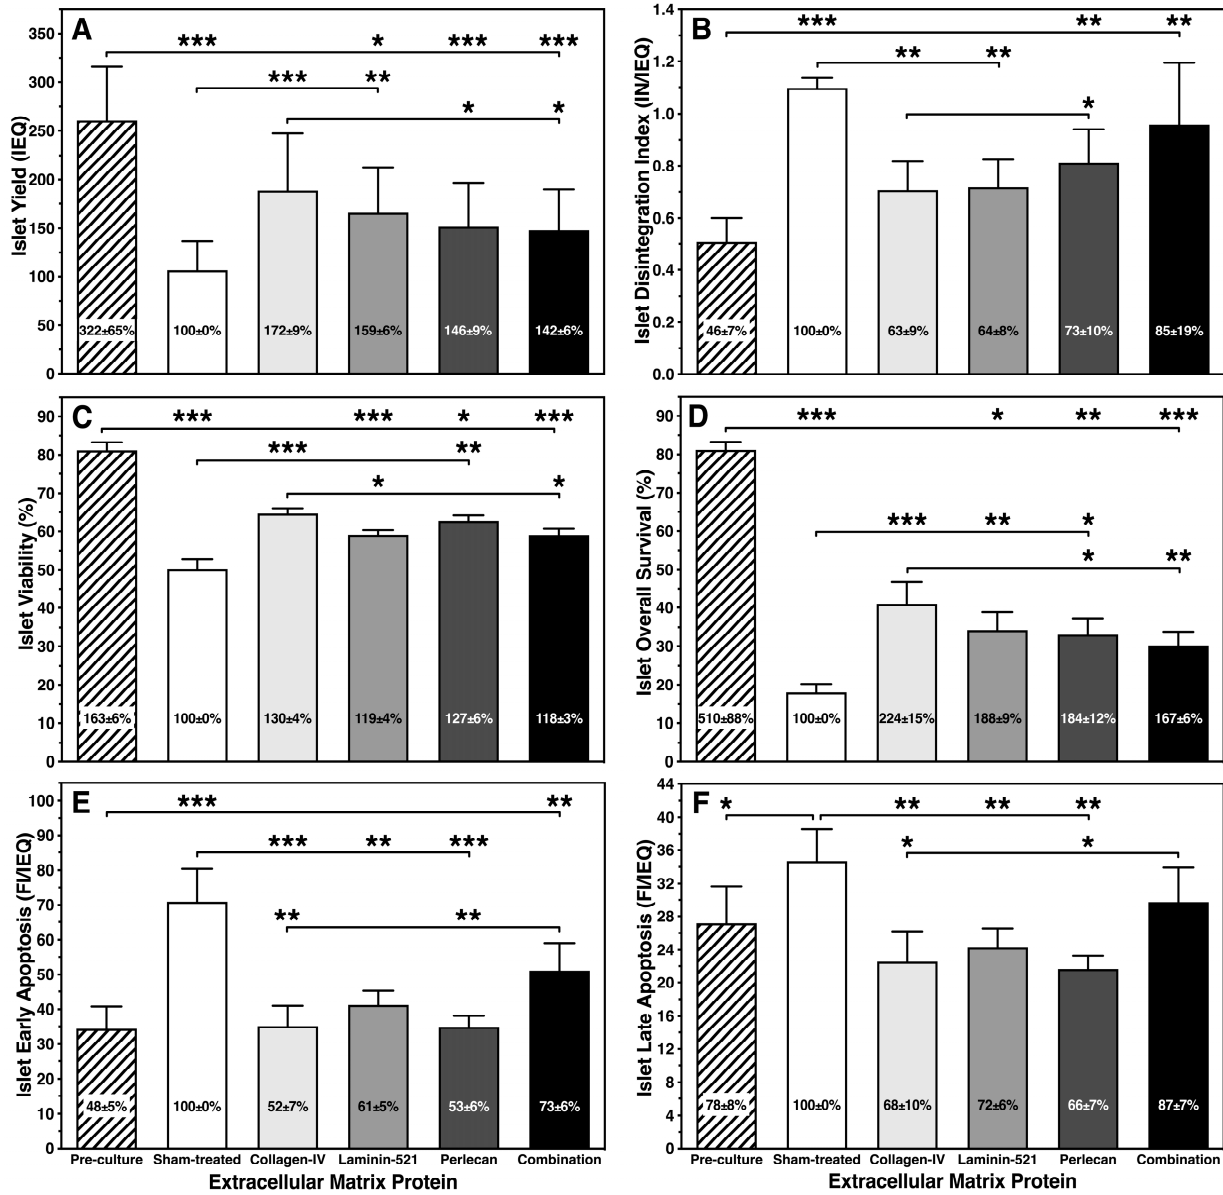 A
Islet Yield (IEQ)
350
300
250
200
150
100
50
0
*** * *** ***
*** **
* *
322±65% 100±0% 172±9% 159±6% 146±9% 142±6%
B
Islet Disintegration Index (IN/IEQ)
1.4
1.2
1.0
0.8
0.6
0.4
0.2
0.0
*** ** **
** **
*
46±7% 100±0% 63±9% 64±8% 73±10% 85±19%
C
Islet Viability (%)
90
80
70
60
50
40
30
20
10
0
*** *** * ***
*** **
* *
163±6% 100±0% 130±4% 119±4% 127±6% 118±3%
D
Islet Overall Survival (%)
90
80
70
60
50
40
30
20
10
0
*** * ** ***
*** ** *
* **
510±88% 100±0% 224±15% 188±9% 184±12% 167±6%
E
Islet Early Apoptosis (FI/IEQ)
100
90
80
70
60
50
40
30
20
10
0
*** **
*** ** ***
** **
48±5% 100±0% 52±7% 61±5% 53±6% 73±6%
Pre-culture Sham-treated Collagen-IV Laminin-521 Perlecan Combination
Extracellular Matrix Protein
F
Islet Late Apoptosis (FI/IEQ)
44
40
36
32
28
24
20
16
12
8
4
0
* ** ** **
* *
78±8% 100±0% 68±10% 72±6% 66±7% 87±7%
Pre-culture Sham-treated Collagen-IV Laminin-521 Perlecan Combination
Extracellular Matrix Protein